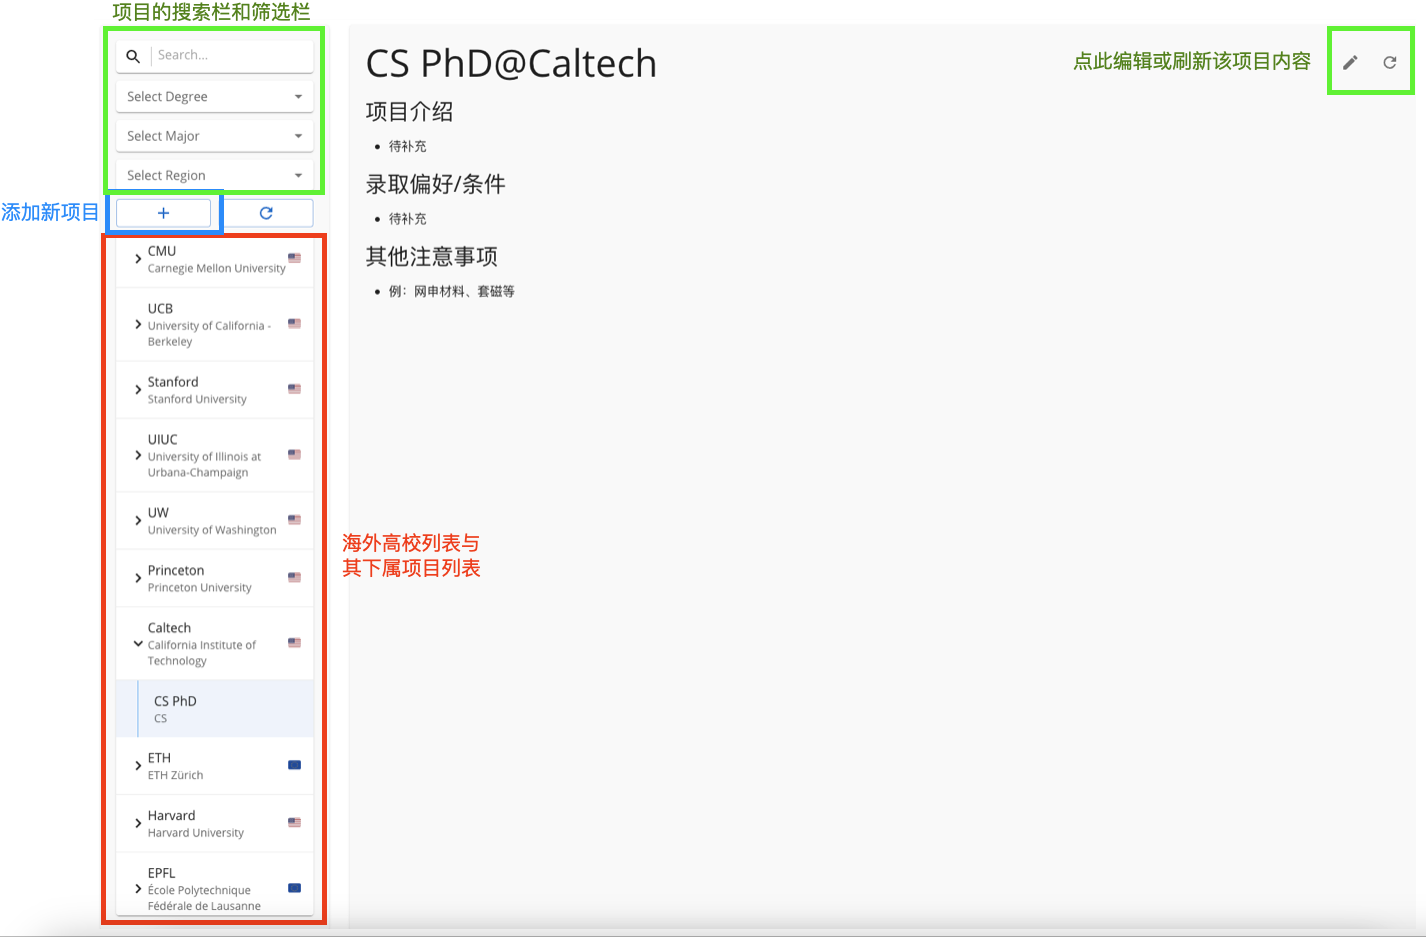 项目的搜索栏和筛选栏
Search...
Select Degree
Select Major
Select Region
添加新项目
CMU
Carnegie Mellon University
UCB
University of California -
Berkeley
Stanford
Stanford University
UIUC
University of Illinois at
Urbana-Champaign
UW
University of Washington
Princeton
Princeton University
Caltech
California Institute of
Technology
CS PhD
CS
ETH
ETH Zürich
Harvard
Harvard University
EPFL
École Polytechnique
Fédérale de Lausanne
海外高校列表与
其下属项目列表
CS PhD@Caltech
点此编辑或刷新该项目内容
项目介绍
• 待补充
录取偏好/条件
• 待补充
其他注意事项
• 例：网申材料、套磁等